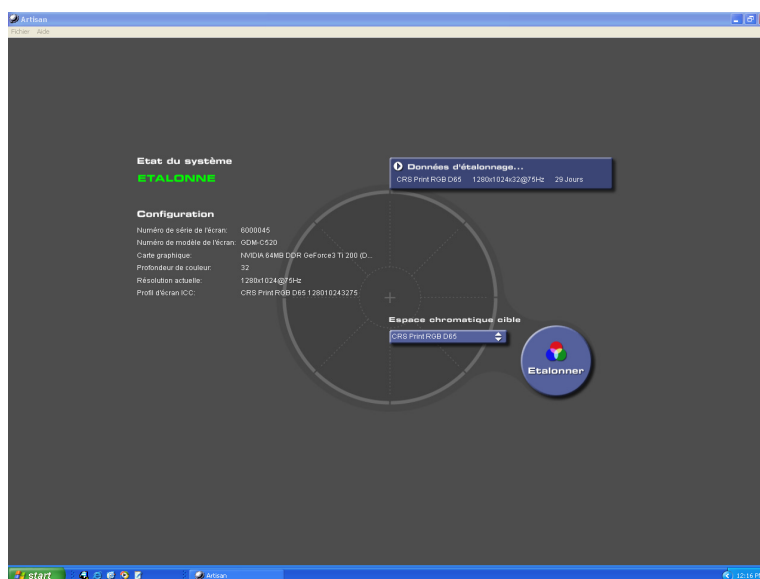 Artisan
Fichier Aide
Etat du système
ETALONNE
Données d'étalonnage...
CRS Print RGB D65 1280x1024x32@75Hz 29 Jours
Configuration
Numéro de série de l'écran: 6000045
Numéro de modèle de l'écran: GDM-C520
Carte graphique: NVIDIA 64MB DDR GeForce3 Ti 200 (D...
Profondeur de couleur: 32
Résolution actuelle: 1280x1024@75Hz
Profil d'écran ICC: CRS Print RGB D65 128010243275
Espace chromatique cible
CRS Print RGB D65
Etalonner
start
Artisan
12:16 P